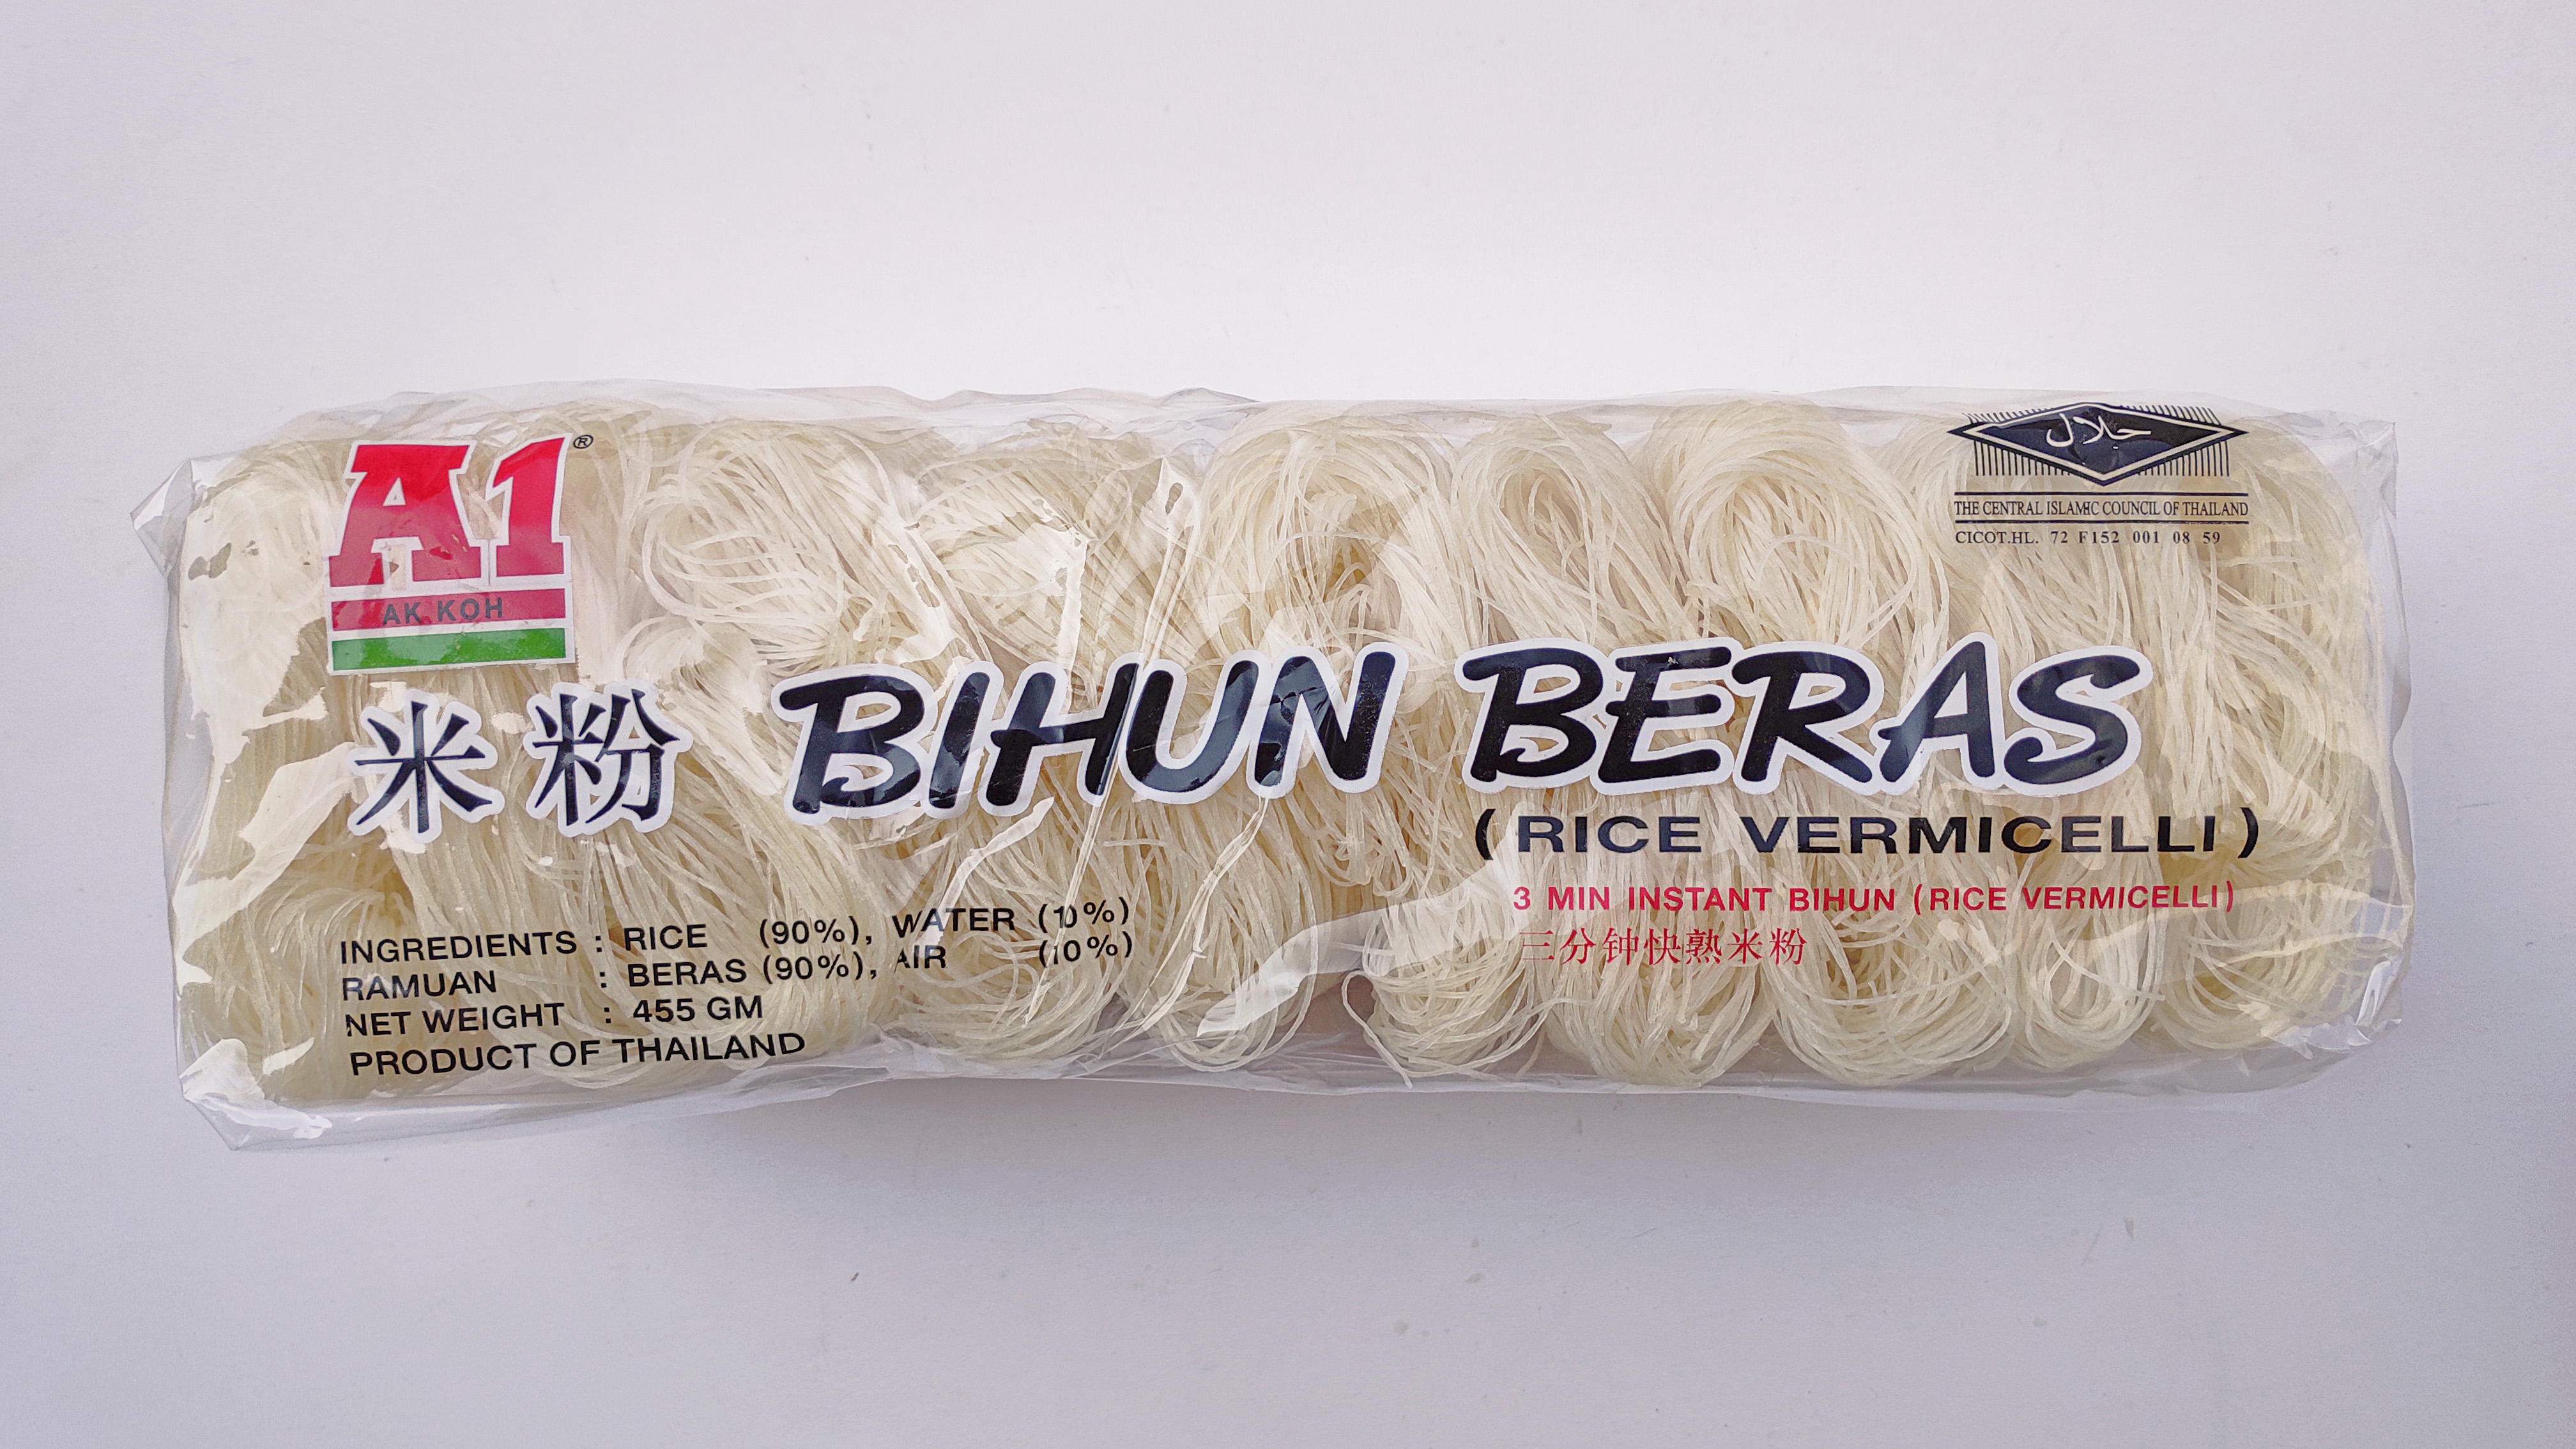 A1®
AK KOH
حلال
THE CENTRAL ISLAMIC COUNCIL OF THAILAND
CICOT.HL. 72 F152 001 08 59
米粉 BIHUN BERAS
(RICE VERMICELLI)
3 MIN INSTANT BIHUN (RICE VERMICELLI)
三分钟快熟米粉
INGREDIENTS : RICE (90%), WATER (10%)
RAMUAN : BERAS (90%), AIR (10%)
NET WEIGHT : 455 GM
PRODUCT OF THAILAND